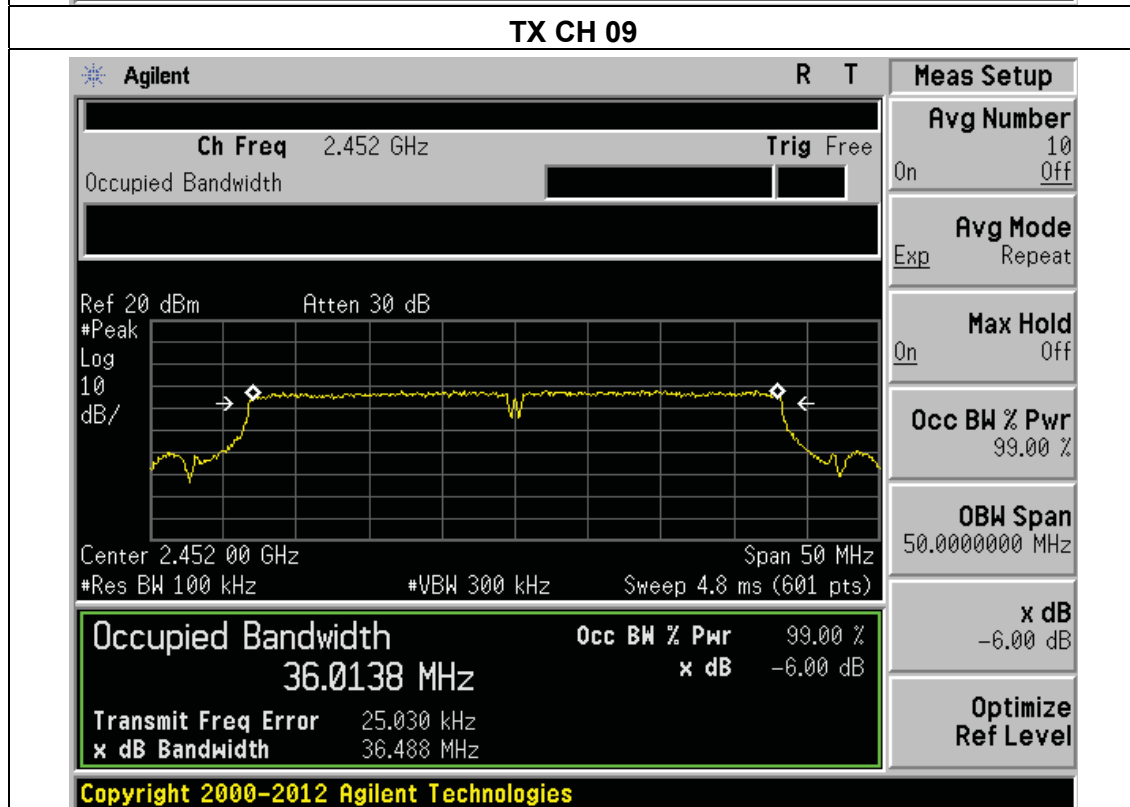 TX CH 09
Agilent R T Meas Setup
Ch Freq 2.452 GHz Trig Free
Occupied Bandwidth
Avg Number
10
On Off
Avg Mode
Exp Repeat
Ref 20 dBm Atten 30 dB
#Peak
Log
10
dB/
Max Hold
On Off
Occ BW % Pwr
99.00 %
OBW Span
50.0000000 MHz
Center 2.452 00 GHz Span 50 MHz
#Res BW 100 kHz #VBW 300 kHz Sweep 4.8 ms (601 pts)
x dB
-6.00 dB
Occupied Bandwidth Occ BW % Pwr 99.00 %
36.0138 MHz x dB -6.00 dB
Transmit Freq Error 25.030 kHz
x dB Bandwidth 36.488 MHz
Optimize
Ref Level
Copyright 2000-2012 Agilent Technologies